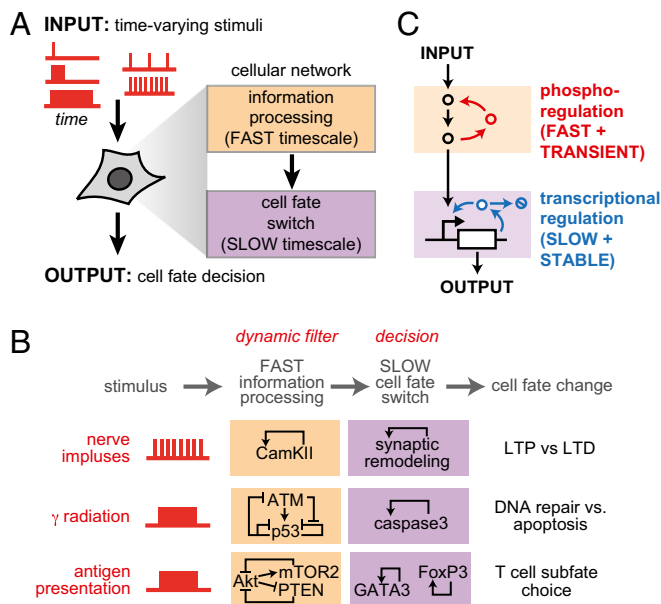 A
INPUT: time-varying stimuli
time
cellular network
information
processing
(FAST timescale)
cell fate
switch
(SLOW timescale)
OUTPUT: cell fate decision
C
INPUT
phospho-
regulation
(FAST +
TRANSIENT)
transcriptional
regulation
(SLOW +
STABLE)
OUTPUT
B
dynamic filter
decision
stimulus
FAST
information
processing
SLOW
cell fate
switch
cell fate change
nerve
impluses
CamKII
synaptic
remodeling
LTP vs LTD
γ radiation
ATM
p53
caspase3
DNA repair vs.
apoptosis
antigen
presentation
Akt
mTOR2
PTEN
GATA3
FoxP3
T cell subfate
choice